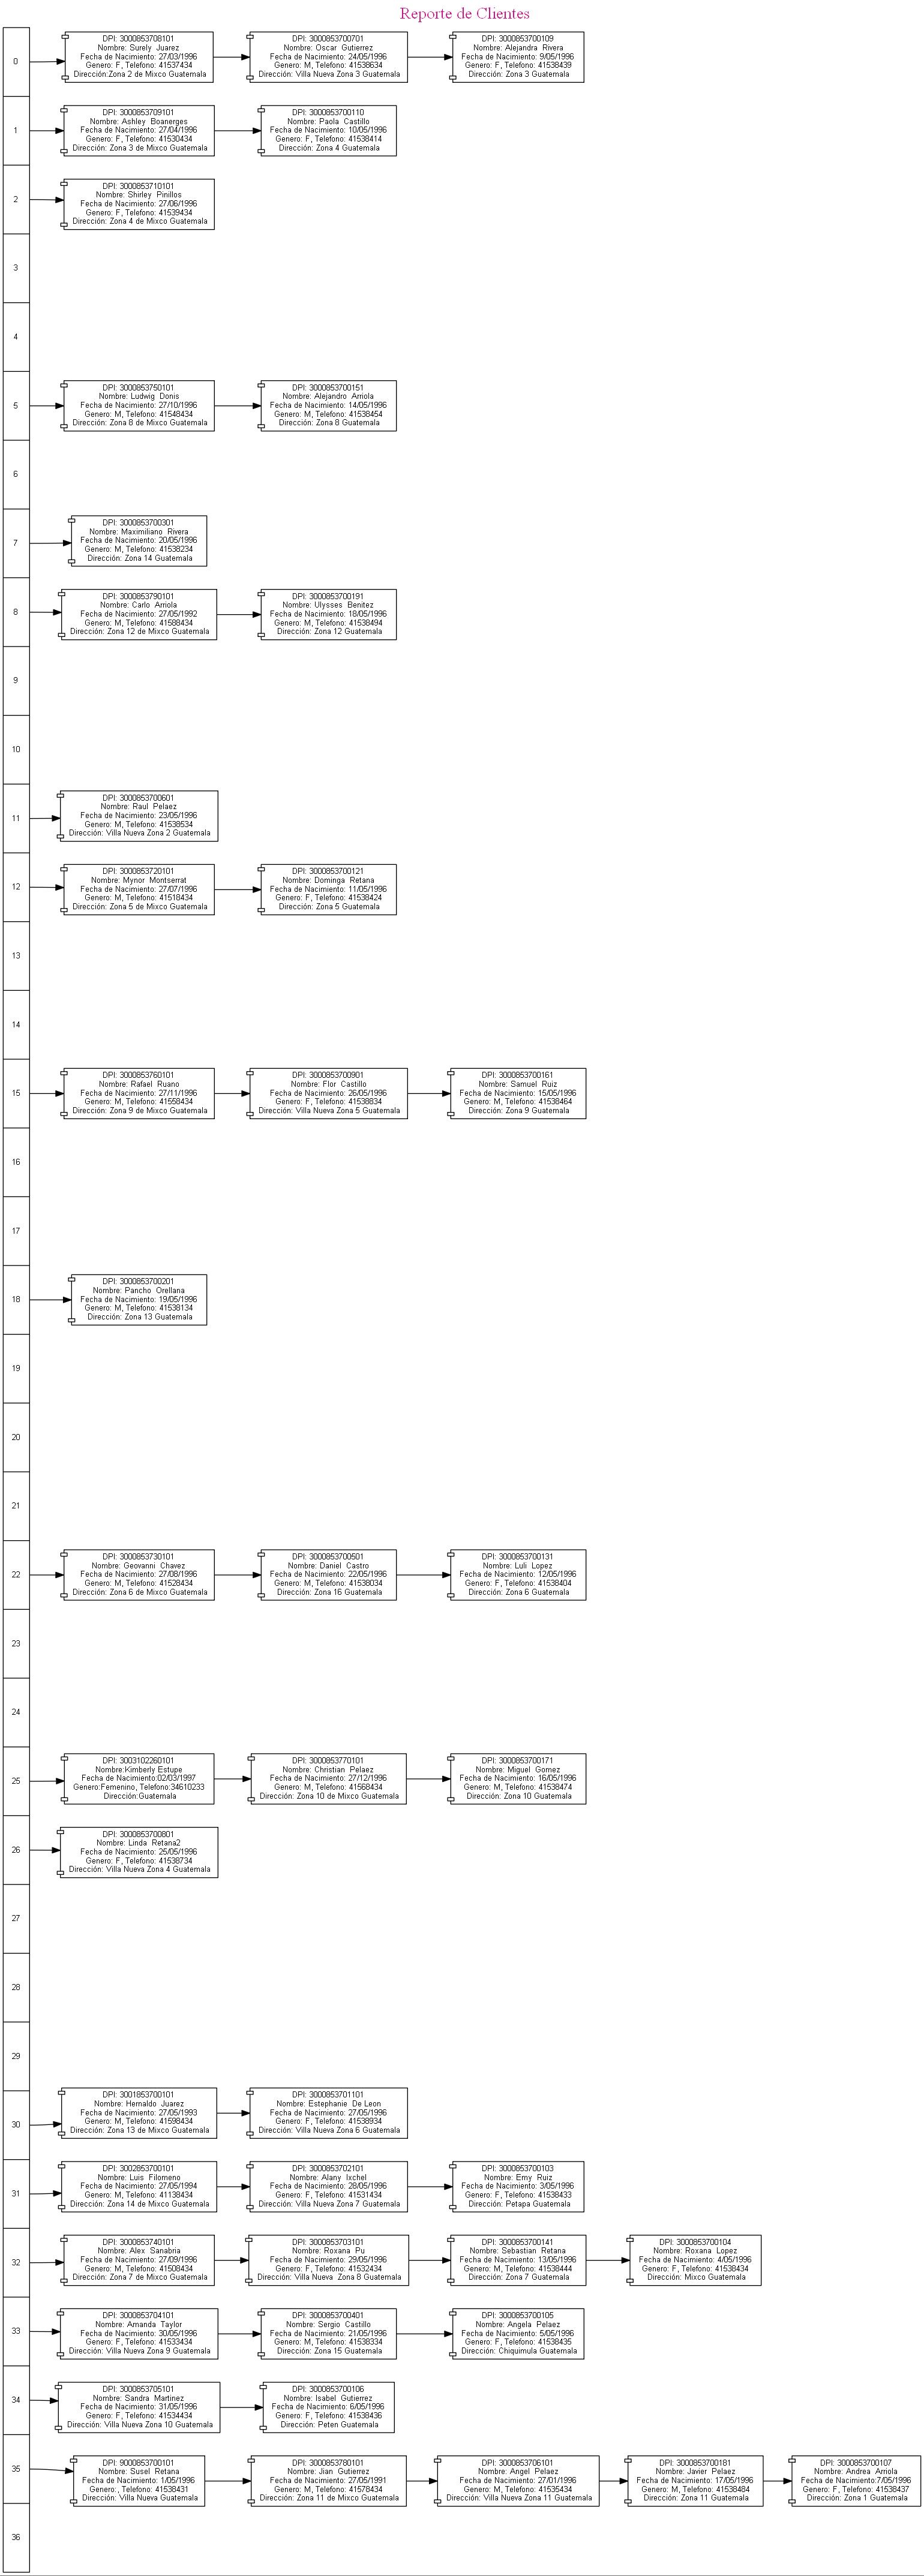 Reporte de Clientes
0
DPI: 3000853708101
Nombre: Surely Juarez
Fecha de Nacimiento: 27/03/1996
Genero: F, Telefono: 41537434
Dirección:Zona 2 de Mixco Guatemala
DPI: 3000853700701
Nombre: Oscar Gutierrez
Fecha de Nacimiento: 24/05/1996
Genero: M, Telefono: 41538634
Dirección: Villa Nueva Zona 3 Guatemala
DPI: 3000853700109
Nombre: Alejandra Rivera
Fecha de Nacimiento: 9/05/1996
Genero: F, Telefono: 41538439
Dirección: Zona 3 Guatemala
1
DPI: 3000853709101
Nombre: Ashley Boanerges
Fecha de Nacimiento: 27/04/1996
Genero: F, Telefono: 41530434
Dirección: Zona 3 de Mixco Guatemala
DPI: 3000853700110
Nombre: Paola Castillo
Fecha de Nacimiento: 10/05/1996
Genero: F, Telefono: 41538414
Dirección: Zona 4 Guatemala
2
DPI: 3000853710101
Nombre: Shirley Pinillos
Fecha de Nacimiento: 27/06/1996
Genero: F, Telefono: 41539434
Dirección: Zona 4 de Mixco Guatemala
3
4
5
DPI: 3000853750101
Nombre: Ludwig Donis
Fecha de Nacimiento: 27/10/1996
Genero: M, Telefono: 41548434
Dirección: Zona 8 de Mixco Guatemala
DPI: 3000853700151
Nombre: Alejandro Arriola
Fecha de Nacimiento: 14/05/1996
Genero: M, Telefono: 41538454
Dirección: Zona 8 Guatemala
6
7
DPI: 3000853700301
Nombre: Maximiliano Rivera
Fecha de Nacimiento: 20/05/1996
Genero: M, Telefono: 41538234
Dirección: Zona 14 Guatemala
8
DPI: 3000853790101
Nombre: Carlo Arriola
Fecha de Nacimiento: 27/05/1992
Genero: M, Telefono: 41588434
Dirección: Zona 12 de Mixco Guatemala
DPI: 3000853700191
Nombre: Ulysses Benitez
Fecha de Nacimiento: 18/05/1996
Genero: M, Telefono: 41538494
Dirección: Zona 12 Guatemala
9
10
11
DPI: 3000853700601
Nombre: Raul Pelaez
Fecha de Nacimiento: 23/05/1996
Genero: M, Telefono: 41538534
Dirección: Villa Nueva Zona 2 Guatemala
12
DPI: 3000853720101
Nombre: Mynor Montserrat
Fecha de Nacimiento: 27/07/1996
Genero: M, Telefono: 41518434
Dirección: Zona 5 de Mixco Guatemala
DPI: 3000853700121
Nombre: Dominga Retana
Fecha de Nacimiento: 11/05/1996
Genero: F, Telefono: 41538424
Dirección: Zona 5 Guatemala
13
14
15
DPI: 3000853760101
Nombre: Rafael Ruano
Fecha de Nacimiento: 27/11/1996
Genero: M, Telefono: 41558434
Dirección: Zona 9 de Mixco Guatemala
DPI: 3000853700901
Nombre: Flor Castillo
Fecha de Nacimiento: 26/05/1996
Genero: F, Telefono: 41538834
Dirección: Villa Nueva Zona 5 Guatemala
DPI: 3000853700161
Nombre: Samuel Ruiz
Fecha de Nacimiento: 15/05/1996
Genero: M, Telefono: 41538464
Dirección: Zona 9 Guatemala
16
17
18
DPI: 3000853700201
Nombre: Pancho Orellana
Fecha de Nacimiento: 19/05/1996
Genero: M, Telefono: 41538134
Dirección: Zona 13 Guatemala
19
20
21
22
DPI: 3000853730101
Nombre: Geovanni Chavez
Fecha de Nacimiento: 27/08/1996
Genero: M, Telefono: 41528434
Dirección: Zona 6 de Mixco Guatemala
DPI: 3000853700501
Nombre: Daniel Castro
Fecha de Nacimiento: 22/05/1996
Genero: M, Telefono: 41538034
Dirección: Zona 16 Guatemala
DPI: 3000853700131
Nombre: Luli Lopez
Fecha de Nacimiento: 12/05/1996
Genero: F, Telefono: 41538404
Dirección: Zona 6 Guatemala
23
24
25
DPI: 3003102260101
Nombre:Kimberly Estupe
Fecha de Nacimiento:02/03/1997
Genero:Femenino, Telefono:34610233
Dirección:Guatemala
DPI: 3000853770101
Nombre: Christian Pelaez
Fecha de Nacimiento: 27/12/1996
Genero: M, Telefono: 41568434
Dirección: Zona 10 de Mixco Guatemala
DPI: 3000853700171
Nombre: Miguel Gomez
Fecha de Nacimiento: 16/05/1996
Genero: M, Telefono: 41538474
Dirección: Zona 10 Guatemala
26
DPI: 3000853700801
Nombre: Linda Retana2
Fecha de Nacimiento: 25/05/1996
Genero: F, Telefono: 41538734
Dirección: Villa Nueva Zona 4 Guatemala
27
28
29
30
DPI: 3001853700101
Nombre: Hernaldo Juarez
Fecha de Nacimiento: 27/05/1993
Genero: M, Telefono: 41598434
Dirección: Zona 13 de Mixco Guatemala
DPI: 3000853701101
Nombre: Estephanie De Leon
Fecha de Nacimiento: 27/05/1996
Genero: F, Telefono: 41538934
Dirección: Villa Nueva Zona 6 Guatemala
31
DPI: 3002853700101
Nombre: Luis Filomeno
Fecha de Nacimiento: 27/05/1994
Genero: M, Telefono: 41138434
Dirección: Zona 14 de Mixco Guatemala
DPI: 3000853702101
Nombre: Alany Ixchel
Fecha de Nacimiento: 28/05/1996
Genero: F, Telefono: 41531434
Dirección: Villa Nueva Zona 7 Guatemala
DPI: 3000853700103
Nombre: Emy Ruiz
Fecha de Nacimiento: 3/05/1996
Genero: F, Telefono: 41538433
Dirección: Petapa Guatemala
32
DPI: 3000853740101
Nombre: Alex Sanabria
Fecha de Nacimiento: 27/09/1996
Genero: M, Telefono: 41508434
Dirección: Zona 7 de Mixco Guatemala
DPI: 3000853703101
Nombre: Roxana Pu
Fecha de Nacimiento: 29/05/1996
Genero: F, Telefono: 41532434
Dirección: Villa Nueva Zona 8 Guatemala
DPI: 3000853700141
Nombre: Sebastian Retana
Fecha de Nacimiento: 13/05/1996
Genero: M, Telefono: 41538444
Dirección: Zona 7 Guatemala
DPI: 3000853700104
Nombre: Roxana Lopez
Fecha de Nacimiento: 4/05/1996
Genero: F, Telefono: 41538434
Dirección: Mixco Guatemala
33
DPI: 3000853704101
Nombre: Amanda Taylor
Fecha de Nacimiento: 30/05/1996
Genero: F, Telefono: 41533434
Dirección: Villa Nueva Zona 9 Guatemala
DPI: 3000853700401
Nombre: Sergio Castillo
Fecha de Nacimiento: 21/05/1996
Genero: M, Telefono: 41538334
Dirección: Zona 15 Guatemala
DPI: 3000853700105
Nombre: Angela Pelaez
Fecha de Nacimiento: 5/05/1996
Genero: F, Telefono: 41538435
Dirección: Chiquimula Guatemala
34
DPI: 3000853705101
Nombre: Sandra Martinez
Fecha de Nacimiento: 31/05/1996
Genero: F, Telefono: 41534434
Dirección: Villa Nueva Zona 10 Guatemala
DPI: 3000853700106
Nombre: Isabel Gutierrez
Fecha de Nacimiento: 6/05/1996
Genero: F, Telefono: 41538436
Dirección: Peten Guatemala
35
DPI: 9000853700101
Nombre: Susel Retana
Fecha de Nacimiento: 1/05/1996
Genero:, Telefono: 41538431
Dirección: Villa Nueva Guatemala
DPI: 3000853780101
Nombre: Jian Gutierrez
Fecha de Nacimiento: 27/05/1991
Genero: M, Telefono: 41578434
Dirección: Zona 11 de Mixco Guatemala
DPI: 3000853706101
Nombre: Angel Pelaez
Fecha de Nacimiento: 27/01/1996
Genero: M, Telefono: 41535434
Dirección: Villa Nueva Zona 11 Guatemala
DPI: 3000853700181
Nombre: Javier Pelaez
Fecha de Nacimiento: 17/05/1996
Genero: M, Telefono: 41538484
Dirección: Zona 11 Guatemala
DPI: 3000853700107
Nombre: Andrea Arriola
Fecha de Nacimiento:7/05/1996
Genero: F, Telefono: 41538437
Dirección: Zona 1 Guatemala
36